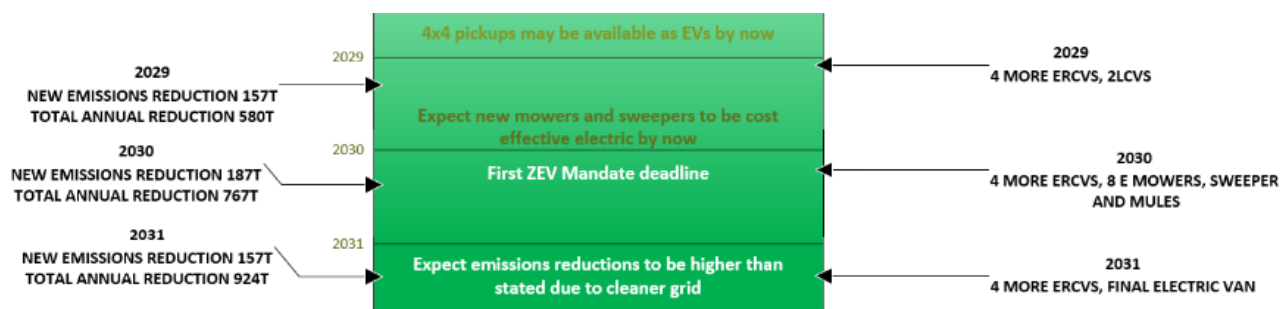 4x4 pickups may be available as EVs by now
2029
2029
NEW EMISSIONS REDUCTION 157T
TOTAL ANNUAL REDUCTION 580T
2029
4 MORE ERCVS, 2LCVS
Expect new mowers and sweepers to be cost
effective electric by now
2030
2030
NEW EMISSIONS REDUCTION 187T
TOTAL ANNUAL REDUCTION 767T
First ZEV Mandate deadline
2030
4 MORE ERCVS, 8 E MOWERS, SWEEPER
AND MULES
2031
2031
NEW EMISSIONS REDUCTION 157T
TOTAL ANNUAL REDUCTION 924T
Expect emissions reductions to be higher than
stated due to cleaner grid
2031
4 MORE ERCVS, FINAL ELECTRIC VAN